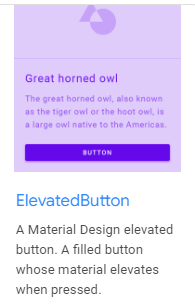 Great horned owl
The great horned owl, also known
as the tiger owl or the hoot owl, is
a large owl native to the Americas.
BUTTON
ElevatedButton
A Material Design elevated
button. A filled button
whose material elevates
when pressed.